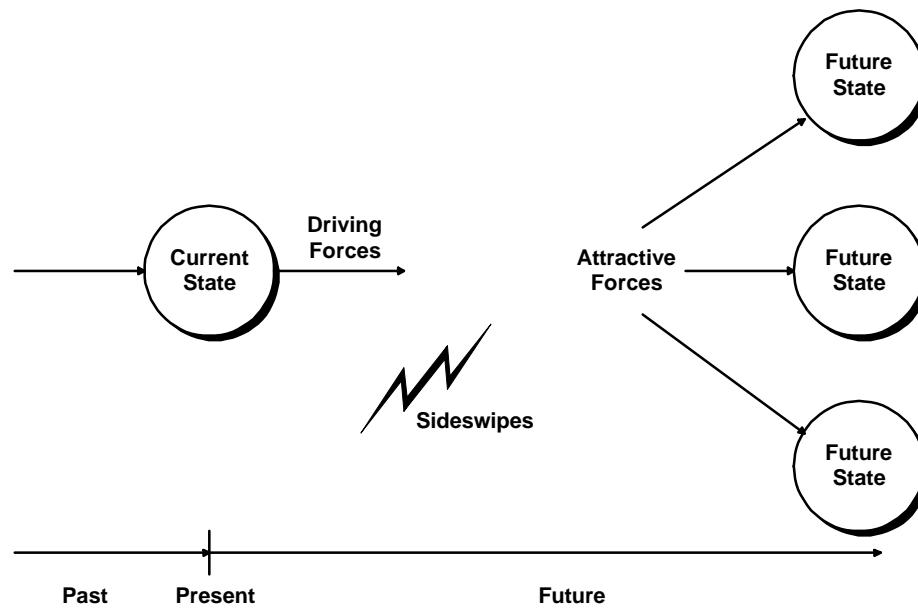 Future
State
Driving
Forces
Current
State
Attractive
Forces
Future
State
Sideswipes
Future
State
Past
Present
Future